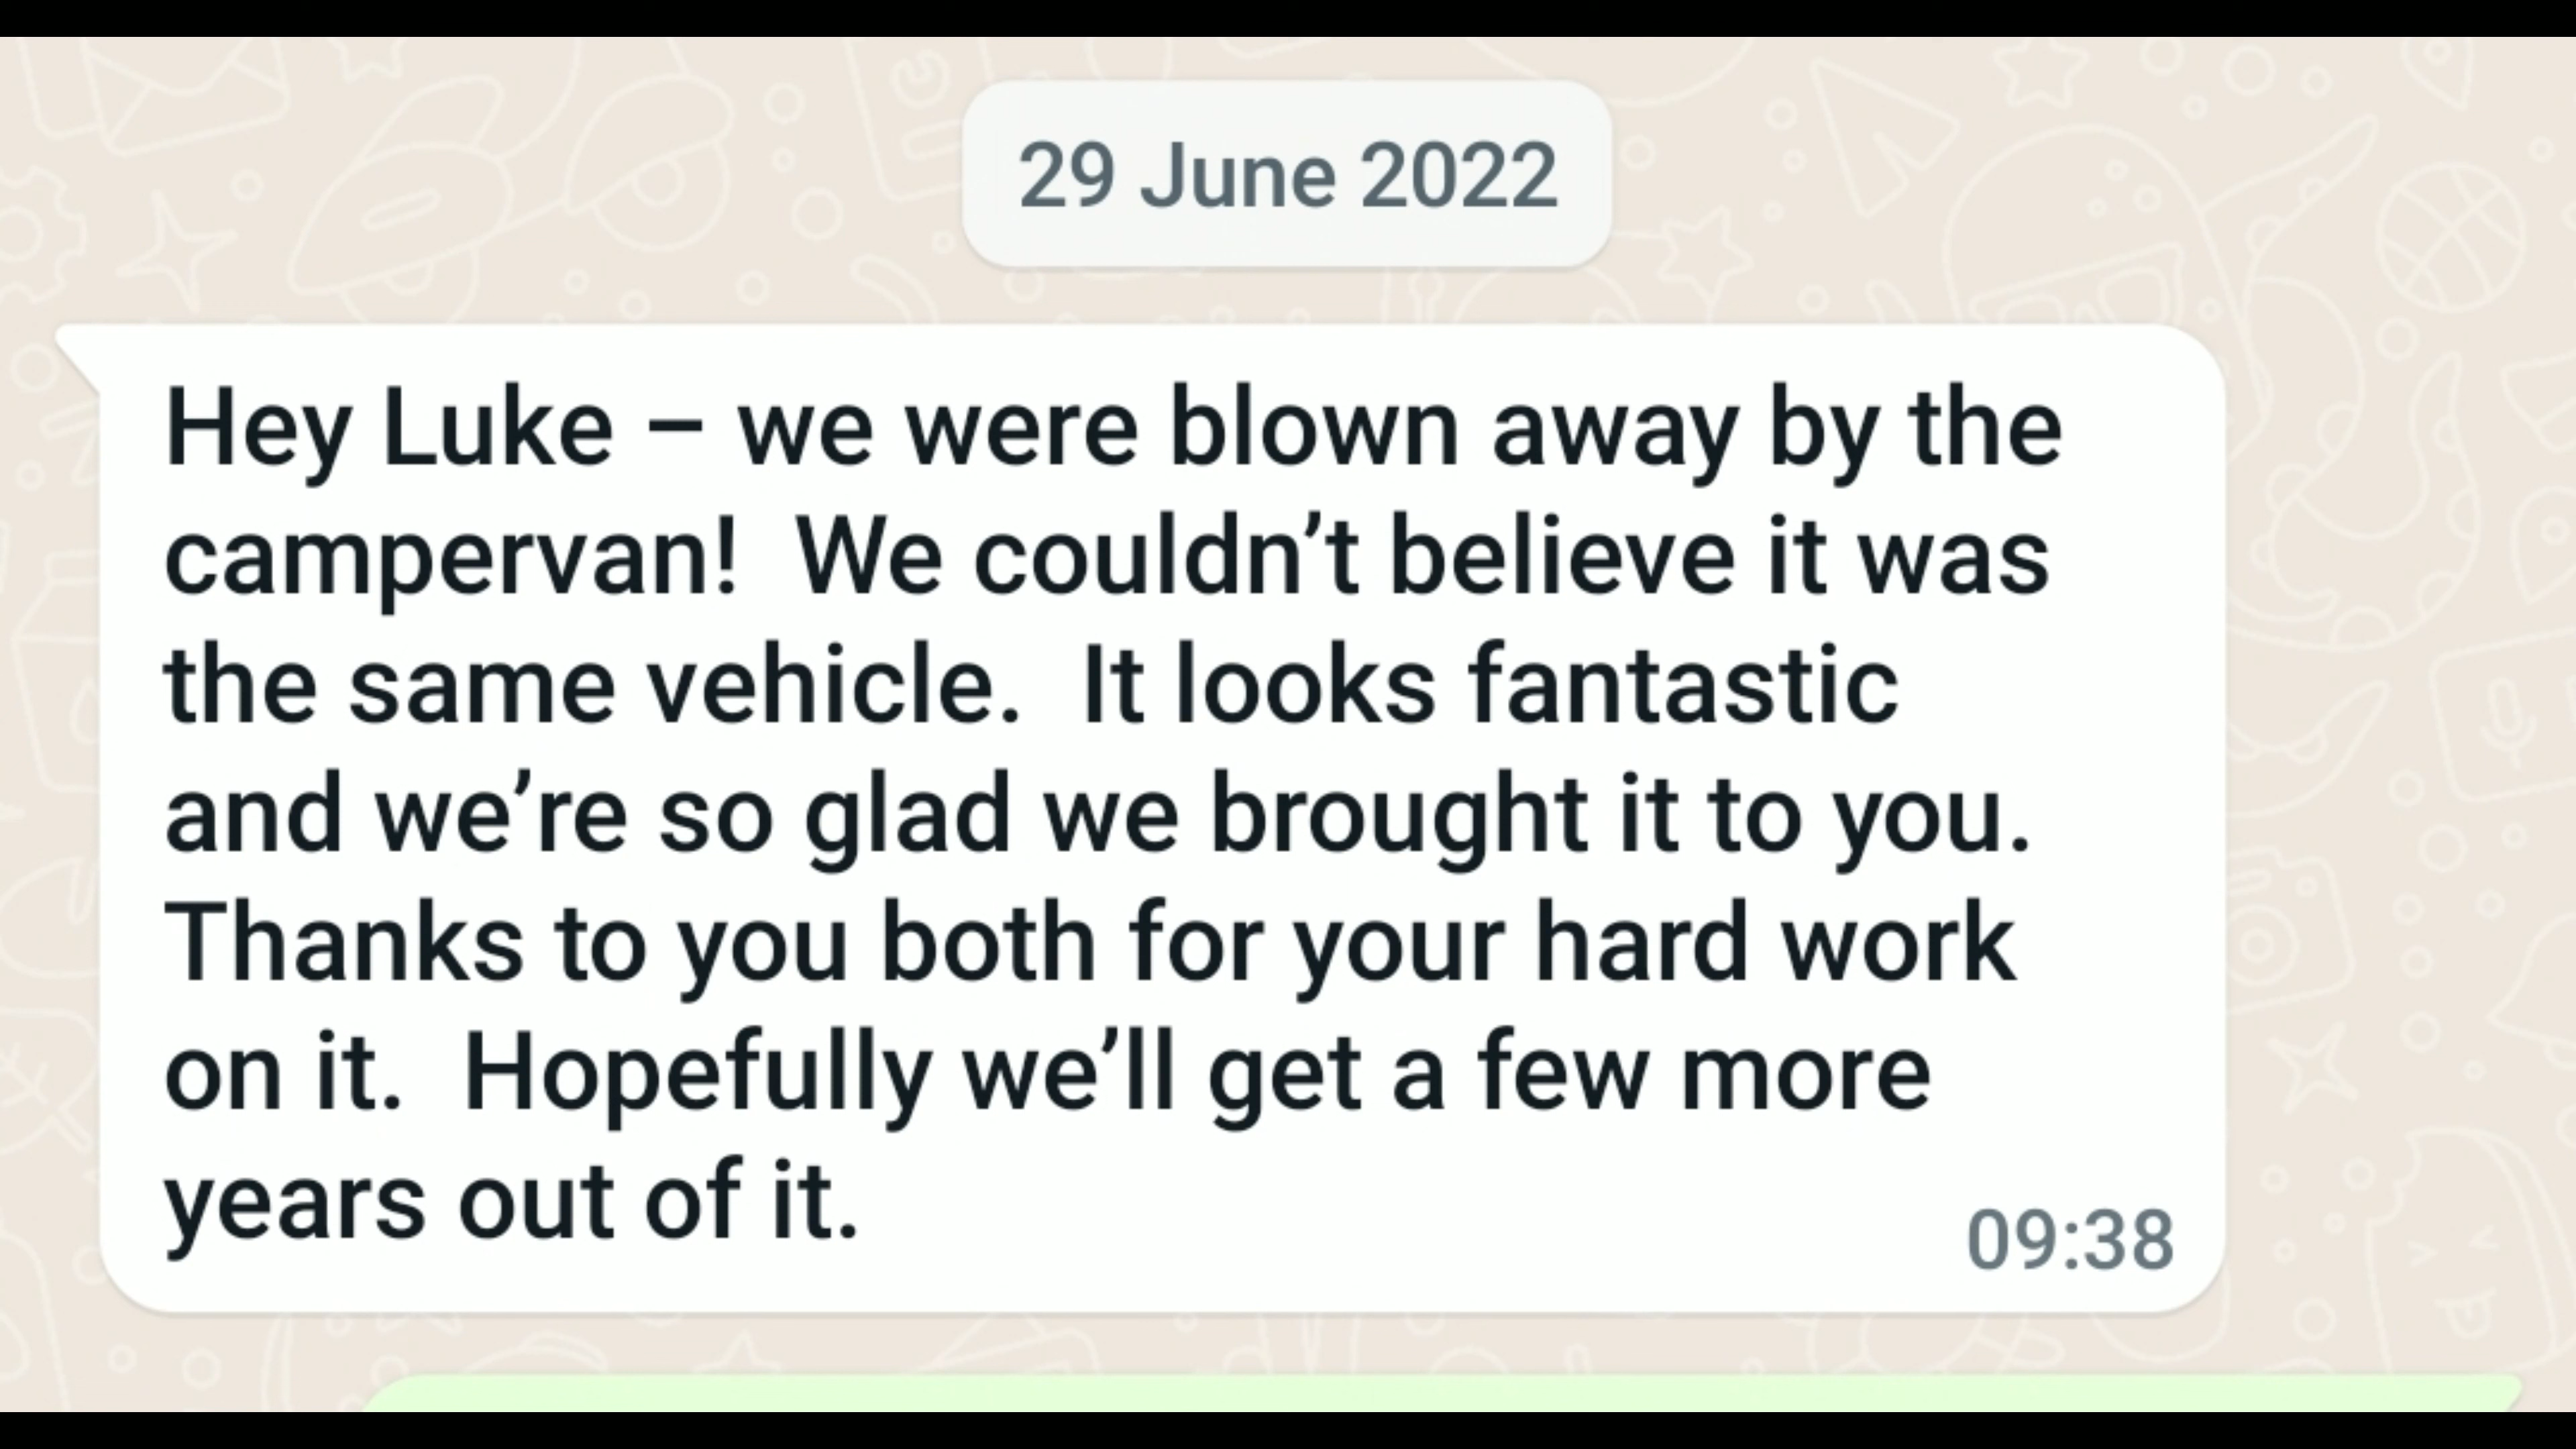 29 June 2022
Hey Luke – we were blown away by the
campervan!  We couldn’t believe it was
the same vehicle.  It looks fantastic
and we’re so glad we brought it to you.
Thanks to you both for your hard work
on it.  Hopefully we’ll get a few more
years out of it.
09:38